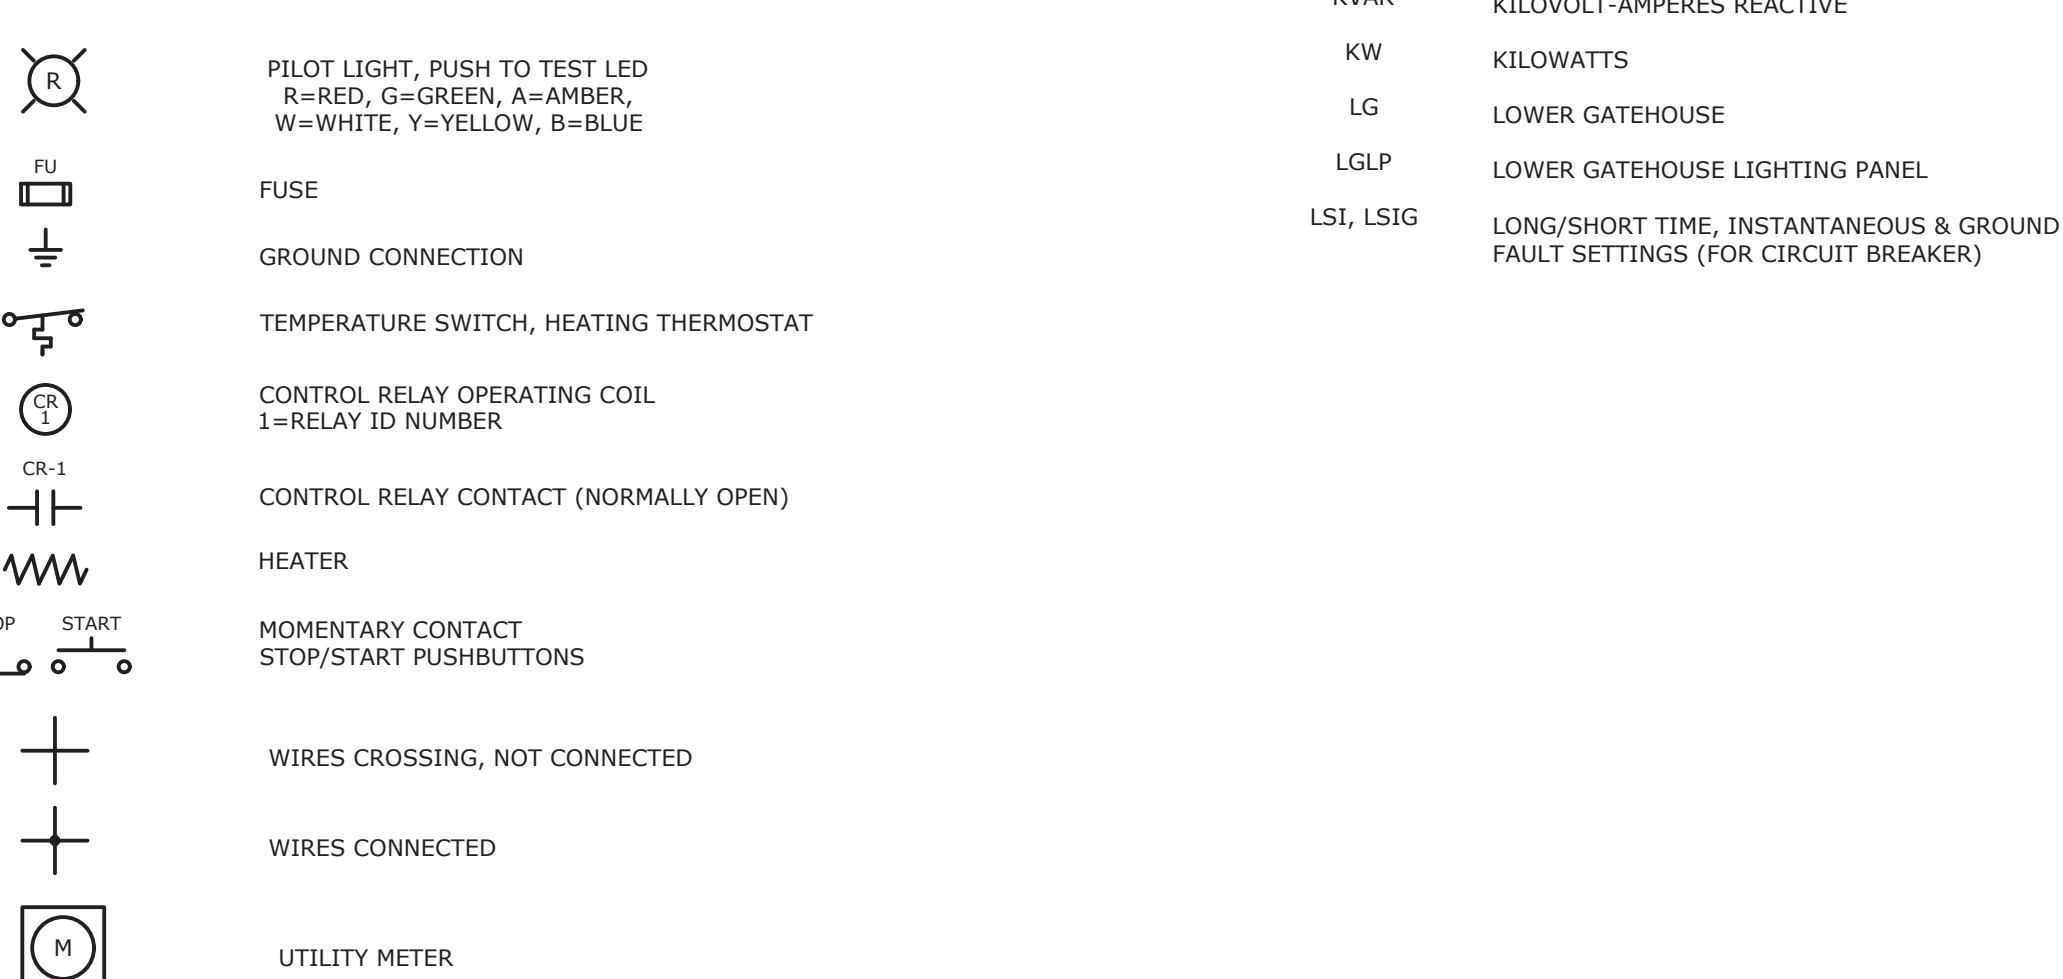 R
PILOT LIGHT, PUSH TO TEST LED
R=RED, G=GREEN, A=AMBER,
W=WHITE, Y=YELLOW, B=BLUE
FU
FUSE
GROUND CONNECTION
TEMPERATURE SWITCH, HEATING THERMOSTAT
CR
1
CONTROL RELAY OPERATING COIL
1=RELAY ID NUMBER
CR-1
CONTROL RELAY CONTACT (NORMALLY OPEN)
HEATER
OP START
MOMENTARY CONTACT
STOP/START PUSHBUTTONS
WIRES CROSSING, NOT CONNECTED
WIRES CONNECTED
M
UTILITY METER
KVAR KILOVOLT-AMPERES REACTIVE
KW KILOWATTS
LG LOWER GATEHOUSE
LGLP LOWER GATEHOUSE LIGHTING PANEL
LSI, LSIG LONG/SHORT TIME, INSTANTANEOUS & GROUND
FAULT SETTINGS (FOR CIRCUIT BREAKER)